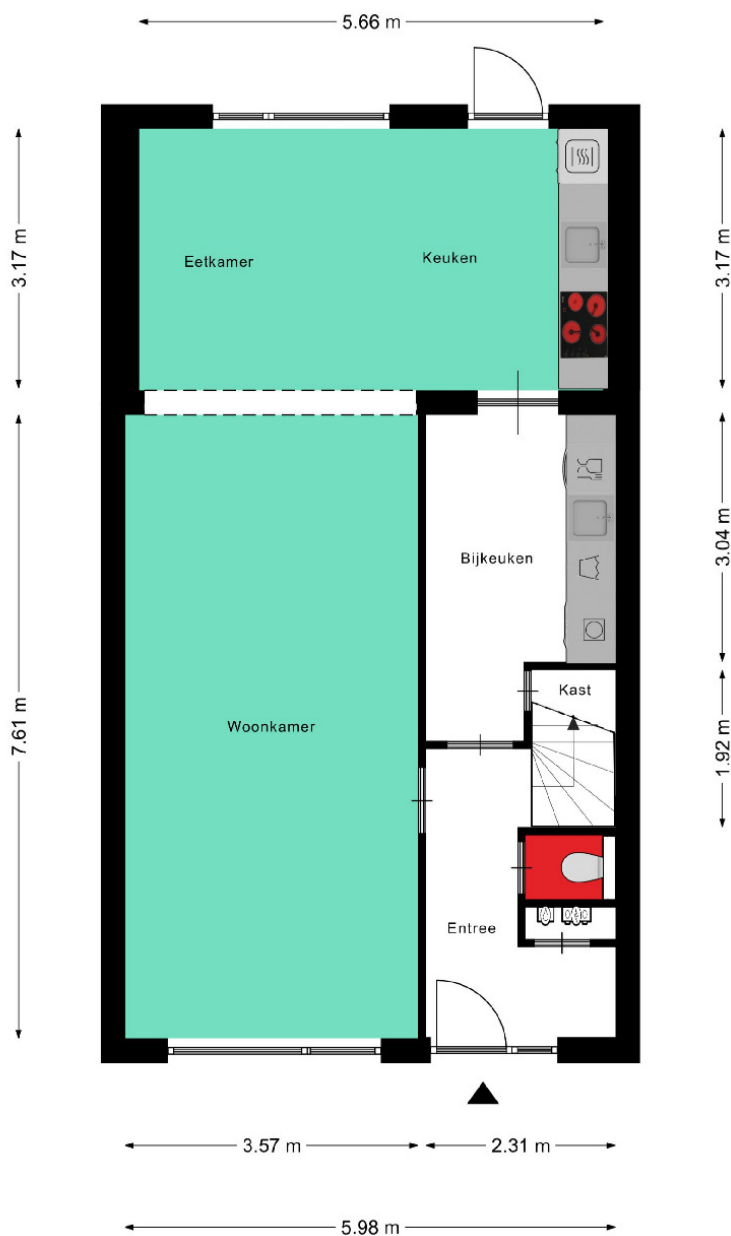 5.66 m
3.17 m
3.17 m
Eetkamer
Keuken
3.04 m
Bijkeuken
Kast
7.61 m
Woonkamer
1.92 m
Entree
3.57 m
2.31 m
5.98 m